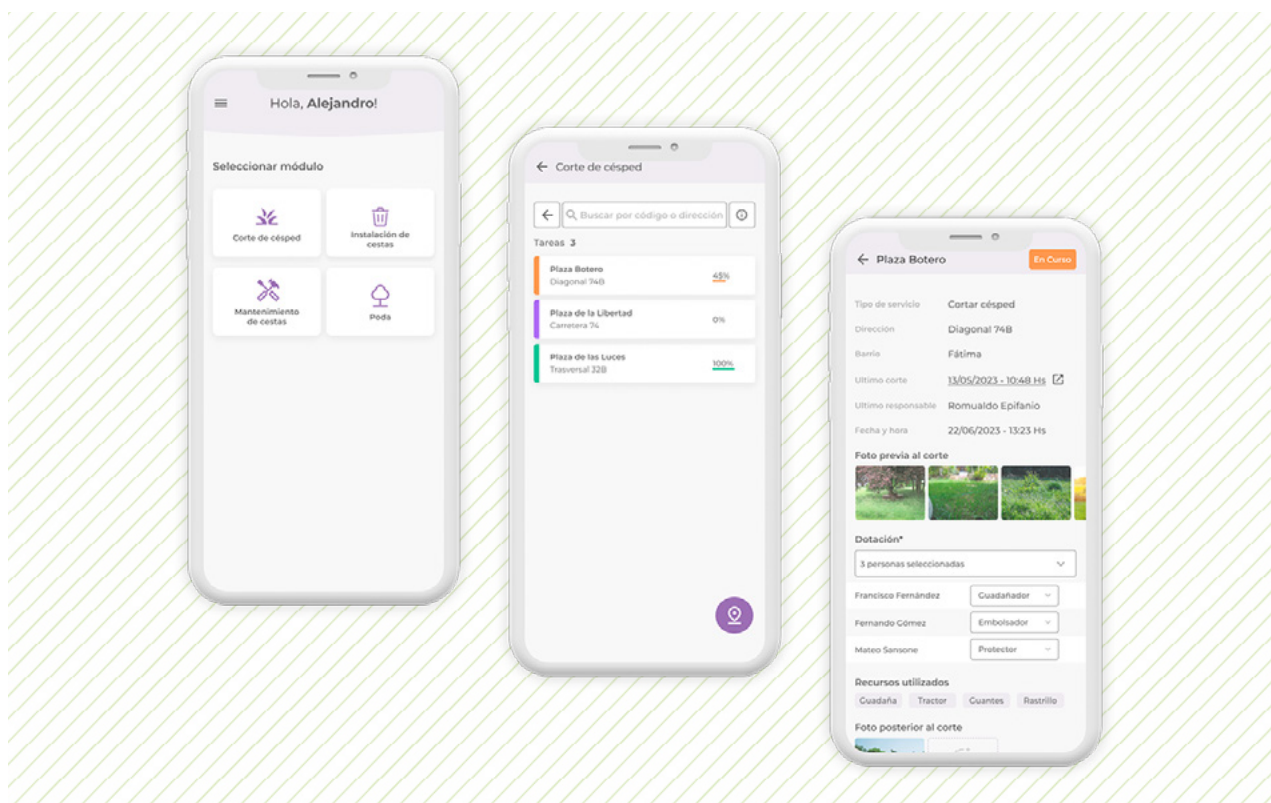 Hola, Alejandro!
Seleccionar módulo
Corte de césped
Instalación de
cestas
Mantenimiento
de cestas
Poda
Corte de césped
Buscar por código o dirección
Tareas 3
Plaza Botero
Diagonal 74B
45%
Plaza de la Libertad
Carretera 74
0%
Plaza de las Luces
Trasversal 32B
100%
Plaza Botero
En Curso
Tipo de servicio Cortar césped
Dirección Diagonal 74B
Barrio Fátima
Ultimo corte 13/05/2023 - 10:48 Hs
Ultimo responsable Romualdo Epifanio
Fecha y hora 22/06/2023 - 13:23 Hs
Foto previa al corte
Dotación*
3 personas seleccionadas
Francisco Fernández Guadañador
Fernando Gómez Embolsador
Mateo Sansone Protector
Recursos utilizados
Guadaña Tractor Guantes Rastrillo
Foto posterior al corte